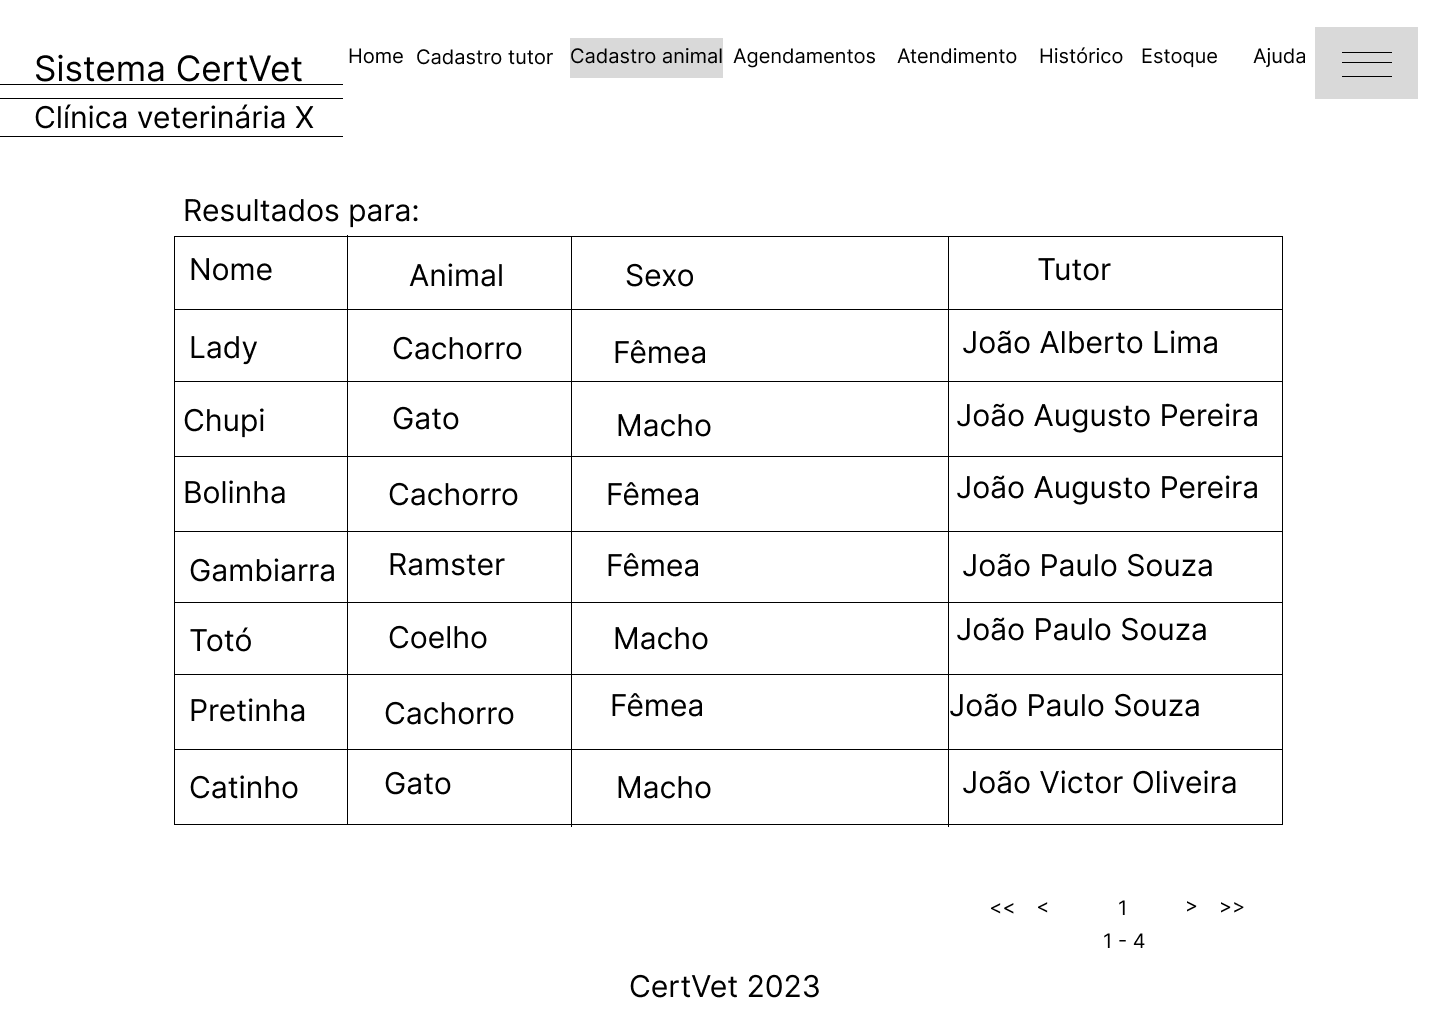 Sistema CertVet
Home Cadastro tutor Cadastro animal Agendamentos Atendimento Histórico Estoque Ajuda
Clínica veterinária X
Resultados para:
Nome Animal Sexo Tutor
Lady Cachorro Fêmea João Alberto Lima
Chupi Gato Macho João Augusto Pereira
Bolinha Cachorro Fêmea João Augusto Pereira
Gambiarra Ramster Fêmea João Paulo Souza
Totó Coelho Macho João Paulo Souza
Pretinha Cachorro Fêmea João Paulo Souza
Catinho Gato Macho João Victor Oliveira
<< < 1 > >>
1 - 4
CertVet 2023